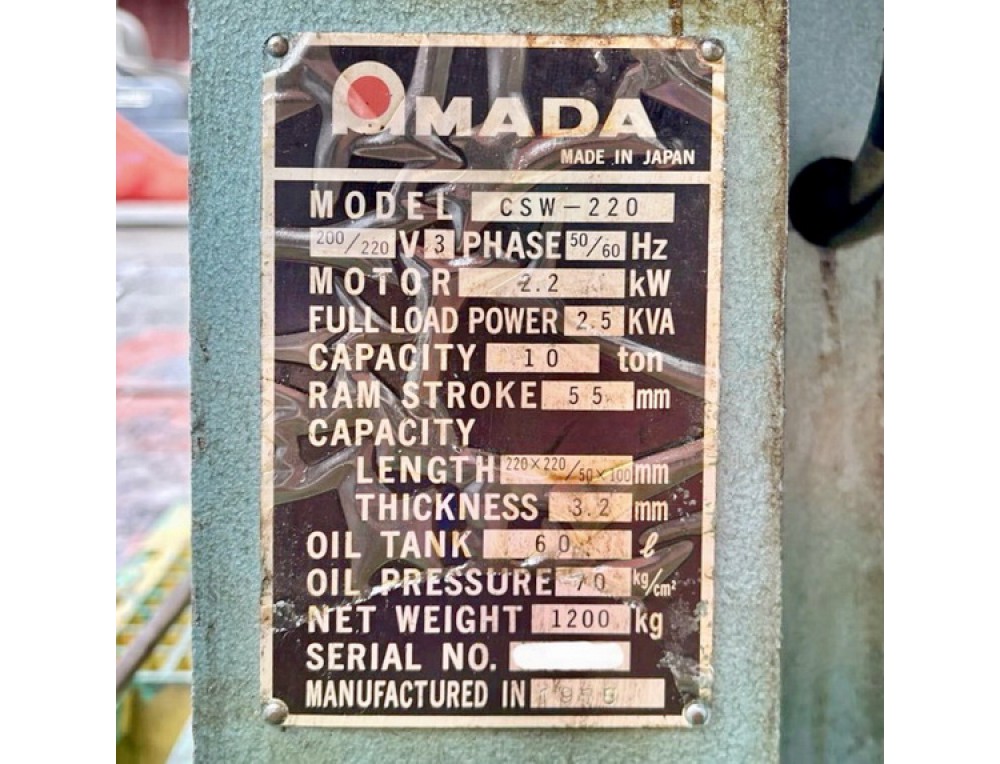 AMADA
MADE IN JAPAN
MODEL CSW-220
200/220 V 3 PHASE 50/60 Hz
MOTOR 2.2 kW
FULL LOAD POWER 2.5 KVA
CAPACITY 10 ton
RAM STROKE 55 mm
CAPACITY
LENGTH 220×220/50×100 mm
THICKNESS 3.2 mm
OIL TANK 60 ℓ
OIL PRESSURE 70 kg/cm²
NET WEIGHT 1200 kg
SERIAL NO.
MANUFACTURED IN